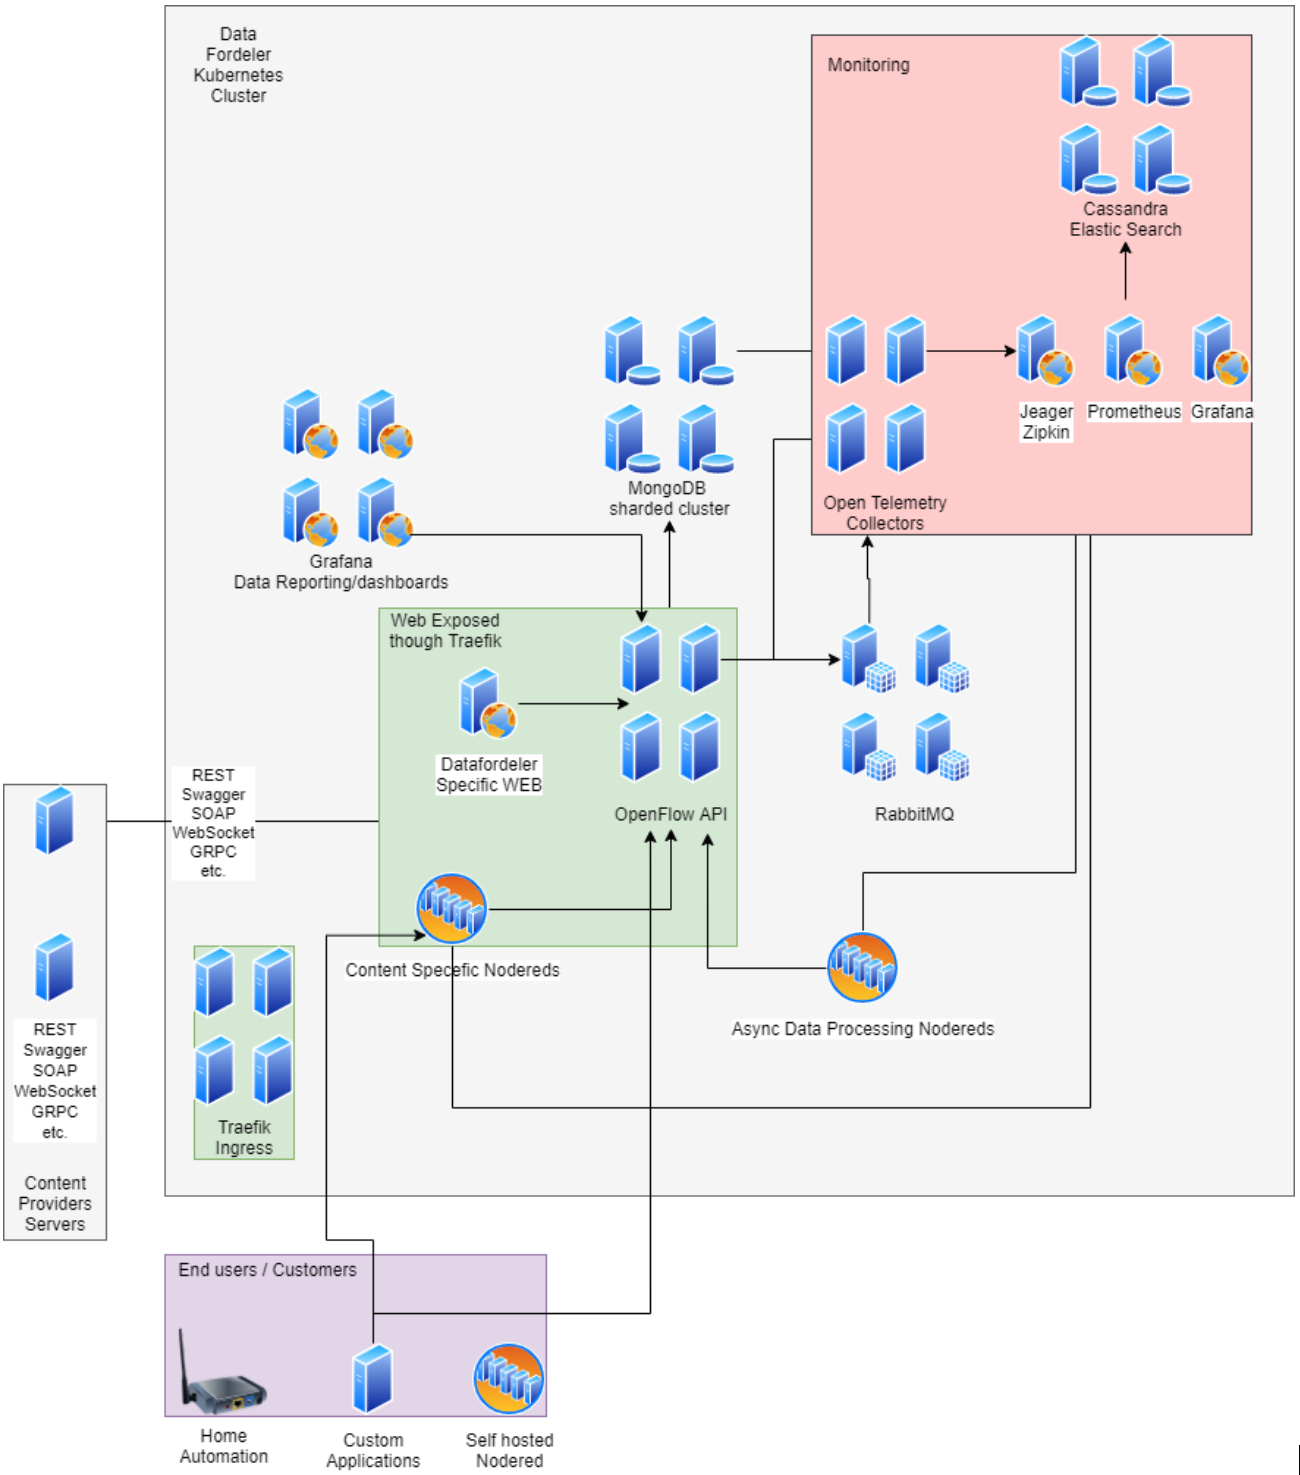 Data
Fordeler
Kubernetes
Cluster
Monitoring
Cassandra
Elastic Search
Jeager
Zipkin
Prometheus
Grafana
MongoDB
sharded cluster
Open Telemetry
Collectors
Grafana
Data Reporting/dashboards
Web Exposed
though Traefik
Datafordeler
Specific WEB
OpenFlow API
RabbitMQ
REST
Swagger
SOAP
WebSocket
GRPC
etc.
Content Specefic Nodereds
Async Data Processing Nodereds
REST
Swagger
SOAP
WebSocket
GRPC
etc.
Content
Providers
Servers
Traefik
Ingress
End users / Customers
Home
Automation
Custom
Applications
Self hosted
Nodered